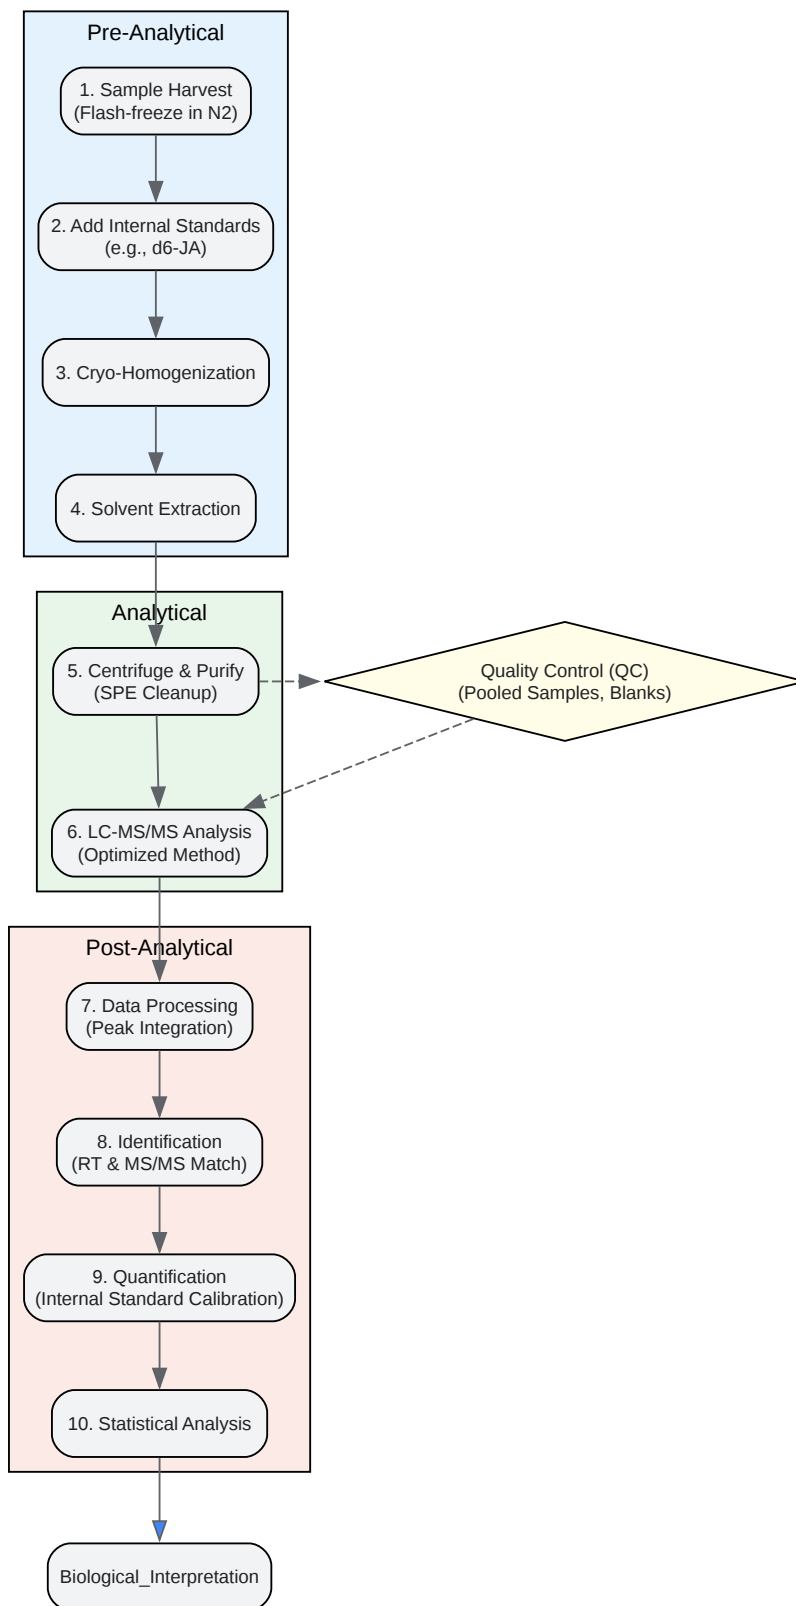 Pre-Analytical
1. Sample Harvest
(Flash-freeze in N2)
2. Add Internal Standards
(e.g., d6-JA)
3. Cryo-Homogenization
4. Solvent Extraction
Analytical
5. Centrifuge & Purify
(SPE Cleanup)
Quality Control (QC)
(Pooled Samples, Blanks)
6. LC-MS/MS Analysis
(Optimized Method)
Post-Analytical
7. Data Processing
(Peak Integration)
8. Identification
(RT & MS/MS Match)
9. Quantification
(Internal Standard Calibration)
10. Statistical Analysis
Biological_Interpretation